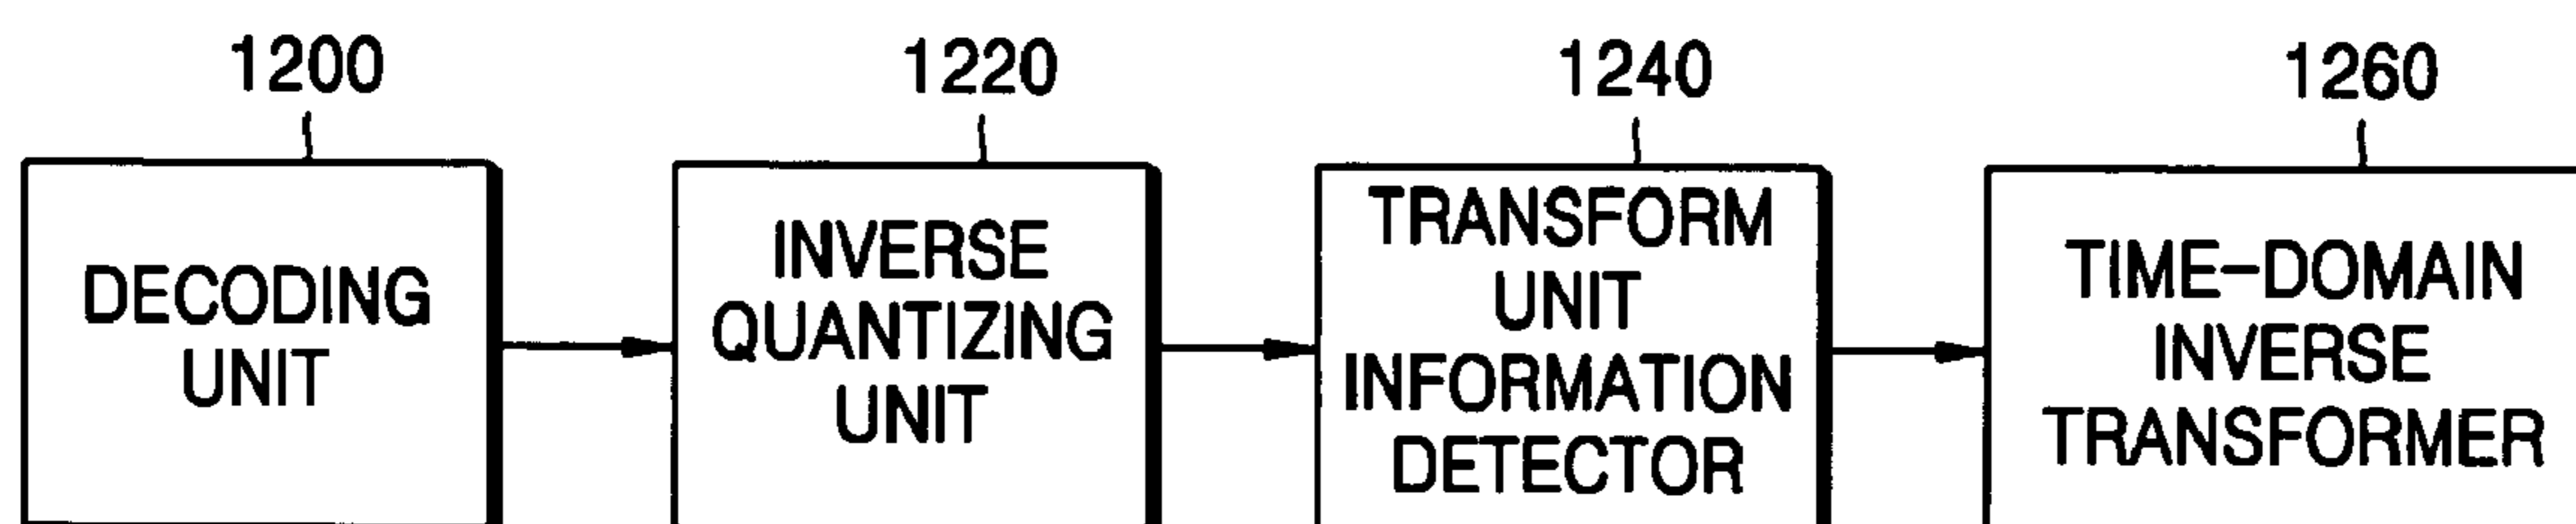 1200
1220
1240
1260
DECODING
UNIT
INVERSE
QUANTIZING
UNIT
TRANSFORM
UNIT
INFORMATION
DETECTOR
TIME-DOMAIN
INVERSE
TRANSFORMER